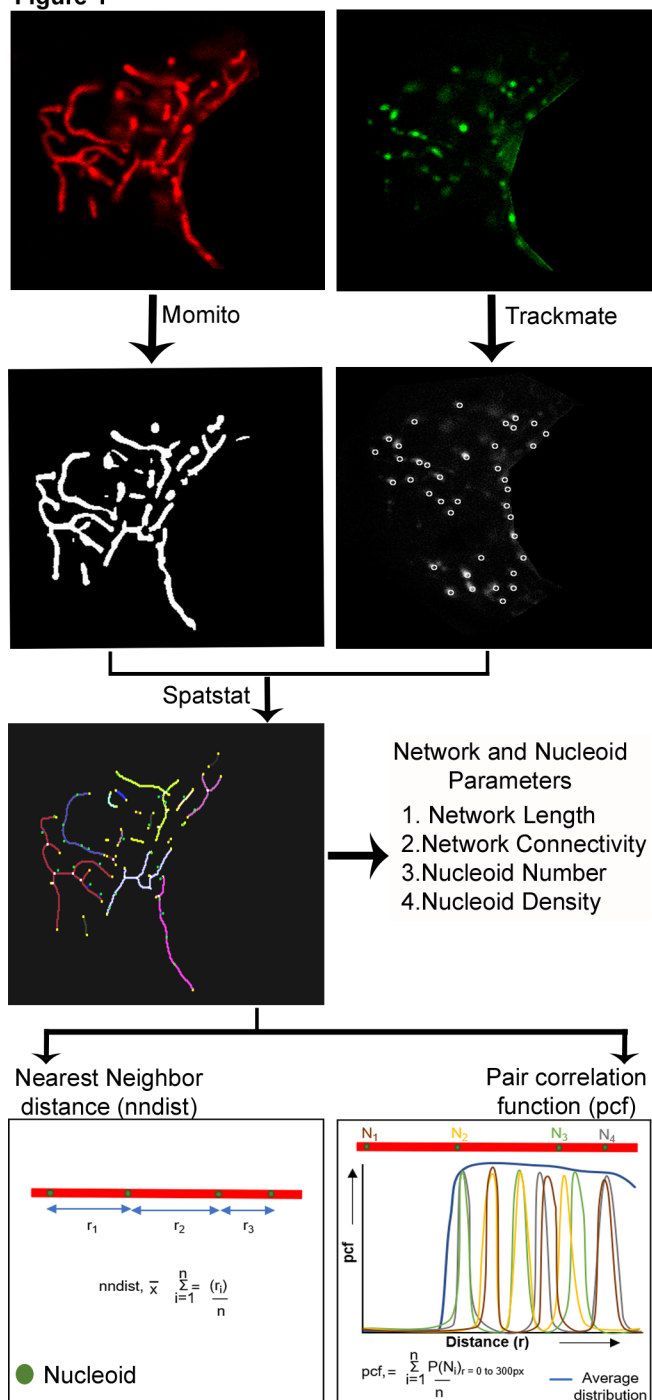 Figure 1
Momito
Trackmate
Spatstat
Network and Nucleoid
Parameters
1. Network Length
2.Network Connectivity
3.Nucleoid Number
4.Nucleoid Density
Nearest Neighbor
distance (nndist)
r₁ r₂ r₃
nndist, x̅ n Σ i=1 = (rᵢ) n
Nucleoid
Pair correlation
function (pcf)
N₁ N₂ N₃ N₄
pcf
Distance (r)
pcf,= n Σ i=1 P(Nᵢ)r = 0 to 300px n
Average
distribution